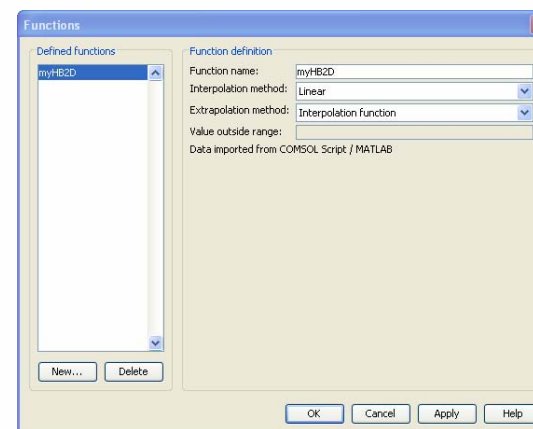 Functions
Defined functions
myHB2D
New...
Delete
Function definition
Function name: myHB2D
Interpolation method: Linear
Extrapolation method: Interpolation function
Value outside range:
Data imported from COMSOL Script / MATLAB
OK Cancel Apply Help